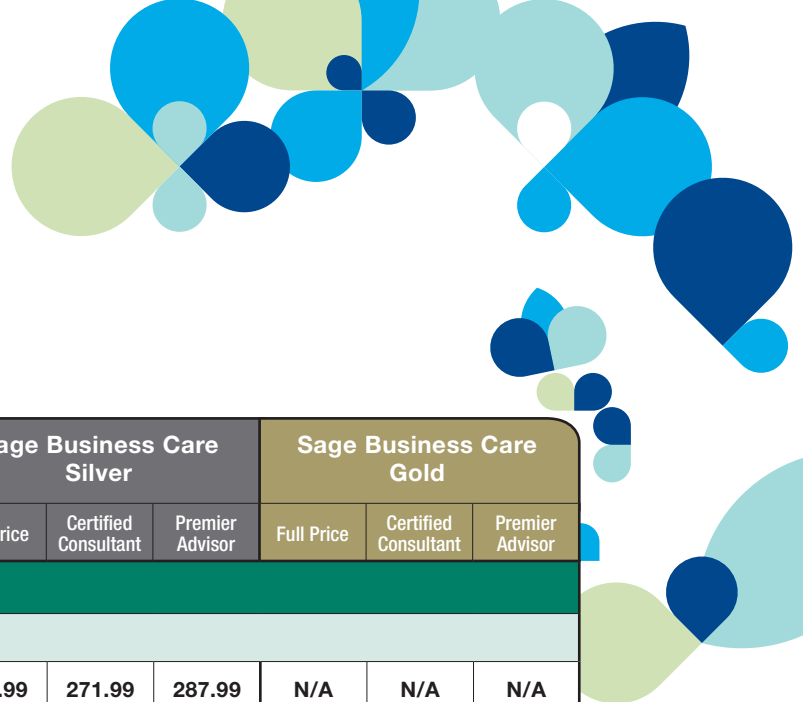 age Business Care
Silver
Sage Business Care
Gold
rice
Certified
Consultant
Premier
Advisor
Full Price
Certified
Consultant
Premier
Advisor
.99 271.99 287.99 N/A N/A N/A